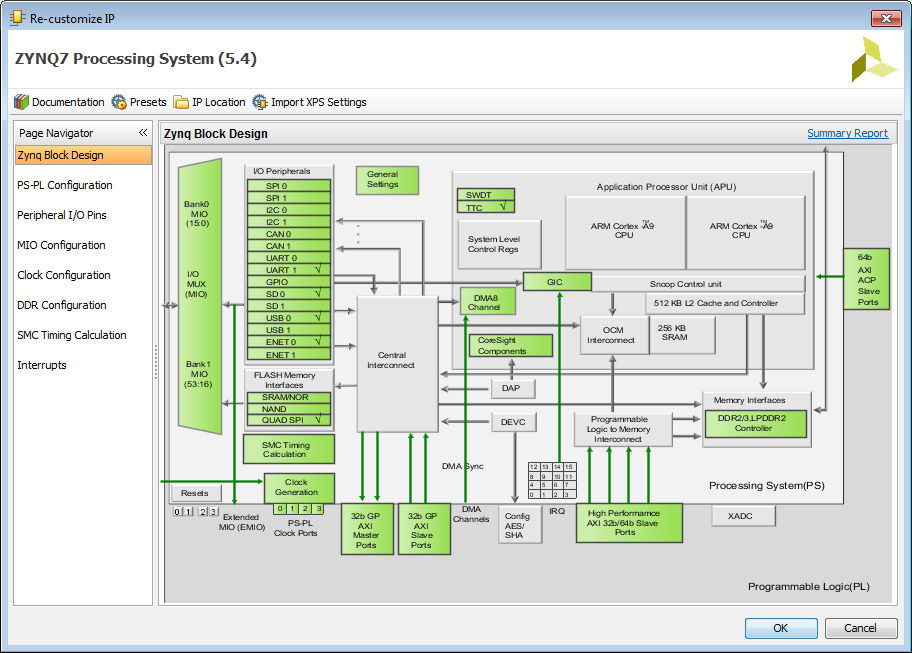 Re-customize IP
ZYNQ7 Processing System (5.4)
Documentation
Presets
IP Location
Import XPS Settings
Page Navigator «
Zynq Block Design
PS-PL Configuration
Peripheral I/O Pins
MIO Configuration
Clock Configuration
DDR Configuration
SMC Timing Calculation
Interrupts
Zynq Block Design
Summary Report
Bank0
MIO
(15:0)
I/O
MUX
(MIO)
Bank1
MIO
(53:16)
I/O Peripherals
SPI 0
SPI 1
I2C 0
I2C 1
CAN 0
CAN 1
UART 0
UART 1 √
GPIO
SD 0 √
SD 1
USB 0 √
USB 1
ENET 0 √
ENET 1
FLASH Memory
Interfaces
SRAM/NOR
NAND
QUAD SPI √
SMC Timing
Calculation
Clock
Generation
Resets
0 1 2 3
Extended
MIO (EMIO)
0 1 2 3
PS-PL
Clock Ports
General
Settings
Central
Interconnect
32b GP
AXI
Master
Ports
32b GP
AXI
Slave
Ports
Application Processor Unit (APU)
SWDT
TTC √
System Level
Control Regs
ARM Cortex ™A9
CPU
ARM Cortex ™A9
CPU
GIC
Snoop Control unit
DMA8
Channel
512 KB L2 Cache and Controller
OCM
Interconnect
256 KB
SRAM
CoreSight
Components
DAP
DEVC
DMA Sync
DMA
Channels
Config
AES/
SHA
12 13 14 15
8 9 10 11
4 5 6 7
0 1 2 3
IRQ
Programmable
Logic to Memory
Interconnect
High Performance
AXI 32b/64b Slave
Ports
Memory Interfaces
DDR2/3,LPDDR2
Controller
64b
AXI
ACP
Slave
Ports
Processing System(PS)
XADC
Programmable Logic(PL)
OK
Cancel